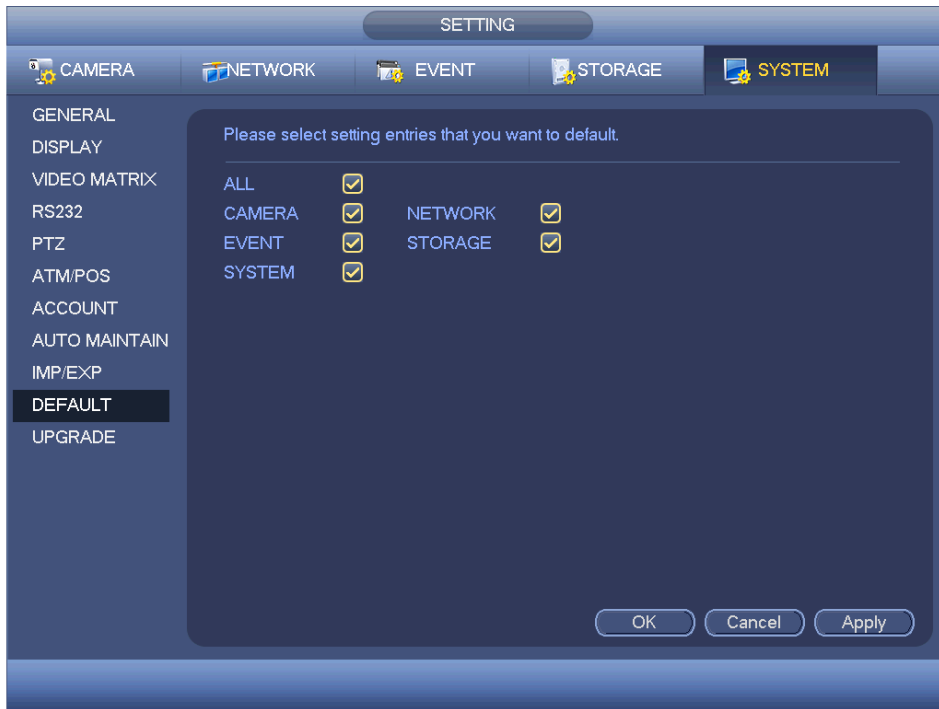 SETTING
CAMERA NETWORK EVENT STORAGE SYSTEM
GENERAL
DISPLAY
VIDEO MATRIX
RS232
PTZ
ATM/POS
ACCOUNT
AUTO MAINTAIN
IMP/EXP
DEFAULT
UPGRADE
Please select setting entries that you want to default.
ALL
CAMERA NETWORK
EVENT STORAGE
SYSTEM
OK Cancel Apply